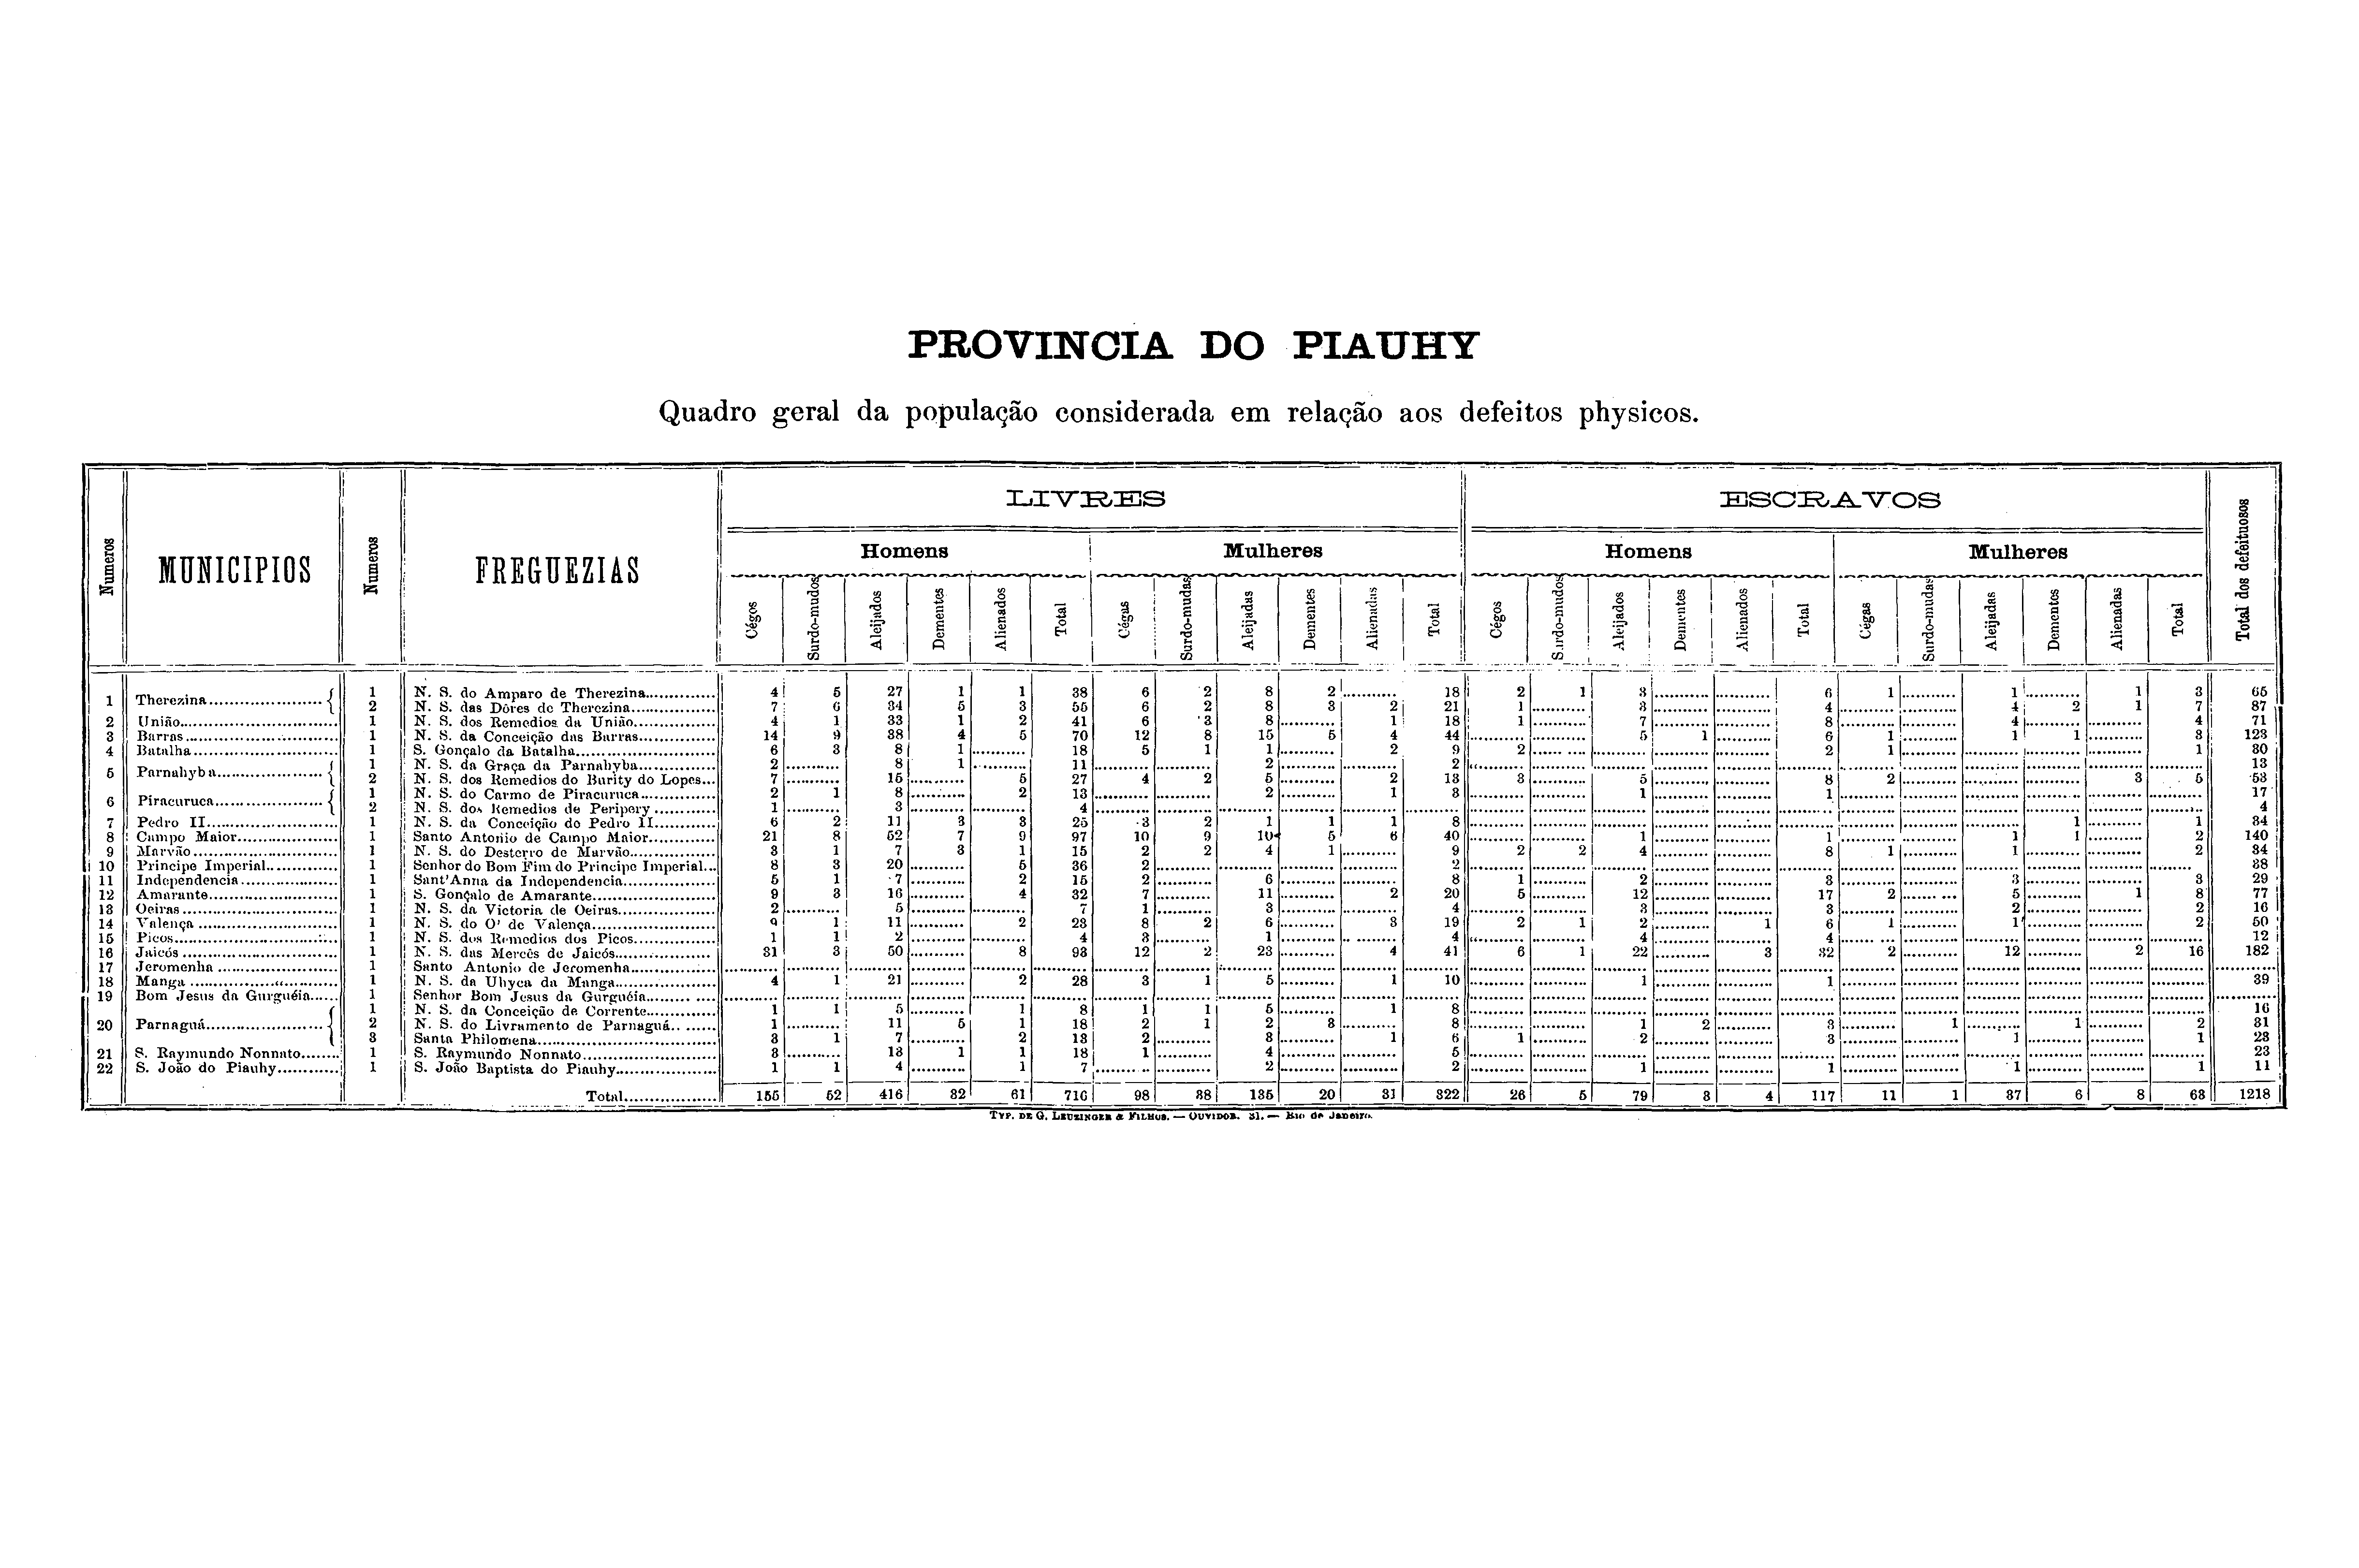 PROVINCIA DO PIAUHY
Quadro geral da população considerada em relação aos defeitos physicos.
Numeros MUNICIPIOS Numeros FREGUEZIAS LIVRES ESCRAVOS Total dos defeituosos
Homens Mulheres Homens Mulheres
Cégos Surdo-mudos Aleijados Dementes Alienados Total Cégas Surdo-mudas Aleijadas Dementes Alienadas Total Cégos Surdo-mudos Aleijados Dementes Alienados Total Cégas Surdo-mudas Aleijadas Dementes Alienadas Total
1 Therezina { 1 N. S. do Amparo de Therezina 4 5 27 1 1 38 6 2 8 2 ... 18 2 1 3 ... ... 6 1 ... 1 ... 1 3 65
2 N. S. das Dôres de Therezina 7 6 34 5 3 55 6 2 8 3 2 21 1 ... 3 ... ... 4 ... ... 4 2 1 7 87
2 União 1 N. S. dos Remedios da União 4 1 33 1 2 41 6 3 8 ... 1 18 1 ... 7 ... ... 8 ... ... 4 ... ... 4 71
3 Barras 1 N. S. da Conceição das Barras 14 9 38 4 5 70 12 8 15 5 4 44 ... ... 5 1 ... 6 1 ... 1 1 ... 3 123
4 Batalha 1 S. Gonçalo da Batalha 6 3 8 1 ... 18 5 1 1 ... 2 9 2 ... ... ... ... 2 1 ... ... ... ... 1 30
5 Parnahyba { 1 N. S. da Graça da Parnahyba 2 ... 8 1 ... 11 ... ... 2 ... ... 2 ... ... ... ... ... ... ... ... ... ... ... ... 13
2 N. S. dos Remedios do Burity do Lopes 7 ... 15 ... 5 27 4 2 5 ... 2 13 3 ... 5 ... ... 8 2 ... ... ... 3 5 53
6 Piracuruca { 1 N. S. do Carmo de Piracuruca 2 1 8 ... 2 13 ... ... 2 ... 1 3 ... ... 1 ... ... 1 ... ... ... ... ... ... 17
2 N. S. dos Remedios de Peripery 1 ... 3 ... ... 4 ... ... ... ... ... ... ... ... ... ... ... ... ... ... ... ... ... ... 4
7 Pedro II 1 N. S. da Conceição do Pedro II 6 2 11 3 3 25 3 2 1 1 1 8 ... ... ... ... ... ... ... ... ... 1 ... 1 34
8 Campo Maior 1 Santo Antonio de Campo Maior 21 8 52 7 9 97 10 9 10 5 6 40 ... ... 1 ... ... 1 ... ... 1 1 ... 2 140
9 Marvão 1 N. S. do Desterro de Marvão 3 1 7 3 1 15 2 2 4 1 ... 9 2 2 4 ... ... 8 1 ... 1 ... ... 2 34
10 Principe Imperial 1 Senhor do Bom Fim do Principe Imperial 8 3 20 ... 5 36 2 ... ... ... ... 2 ... ... ... ... ... ... ... ... ... ... ... ... 38
11 Independencia 1 Sant'Anna da Independencia 5 1 7 ... 2 15 2 ... 6 ... ... 8 1 ... 2 ... ... 3 ... ... 3 ... ... 3 29
12 Amarante 1 S. Gonçalo de Amarante 9 3 16 ... 4 32 7 ... 11 ... 2 20 5 ... 12 ... ... 17 2 ... 5 ... 1 8 77
13 Oeiras 1 N. S. da Victoria de Oeiras 2 ... 5 ... ... 7 1 ... 3 ... ... 4 ... ... 3 ... ... 3 ... ... 2 ... ... 2 16
14 Valença 1 N. S. do O' de Valença 9 1 11 ... 2 23 8 2 6 ... 3 19 2 1 2 ... 1 6 1 ... 1 ... ... 2 50
15 Picos 1 N. S. dos Remedios dos Picos 1 1 2 ... ... 4 3 ... 1 ... ... 4 ... ... 4 ... ... 4 ... ... ... ... ... ... 12
16 Jaicós 1 N. S. das Mercês de Jaicós 31 3 50 ... 8 93 12 2 23 ... 4 41 6 1 22 ... 3 32 2 ... 12 ... 2 16 182
17 Jeromenha 1 Santo Antonio de Jeromenha ... ... ... ... ... ... ... ... ... ... ... ... ... ... ... ... ... ... ... ... ... ... ... ... ...
18 Manga 1 N. S. da Uhyca da Manga 4 1 21 ... 2 28 3 1 5 ... 1 10 ... ... 1 ... ... 1 ... ... ... ... ... ... 39
19 Bom Jesus da Gurguéia 1 Senhor Bom Jesus da Gurguéia ... ... ... ... ... ... ... ... ... ... ... ... ... ... ... ... ... ... ... ... ... ... ... ... ...
20 Parnaguá { 1 N. S. da Conceição de Corrente 1 1 5 ... 1 8 1 1 5 ... 1 8 ... ... ... ... ... ... ... ... ... ... ... ... 16
2 N. S. do Livramento de Parnaguá 1 ... 11 5 1 18 2 1 2 3 ... 8 ... ... 1 2 ... 3 ... 1 ... 1 ... 2 31
3 Santa Philomena 3 1 7 ... 2 13 2 ... 3 ... 1 6 1 ... 2 ... ... 3 ... ... 1 ... ... 1 23
21 S. Raymundo Nonnato 1 S. Raymundo Nonnato 3 ... 13 1 1 18 1 ... 4 ... ... 5 ... ... ... ... ... ... ... ... ... ... ... ... 23
22 S. João do Piauhy 1 S. João Baptista do Piauhy 1 1 4 ... 1 7 ... ... 2 ... ... 2 ... ... 1 ... ... 1 ... ... 1 ... ... 1 11
Total 155 52 416 32 61 716 98 38 135 20 31 322 26 5 79 3 4 117 11 1 37 6 8 63 1218
TYP. DE G. LEUZINGER & FILHOS. — OUVIDOR. 31. — Rio de Janeiro.